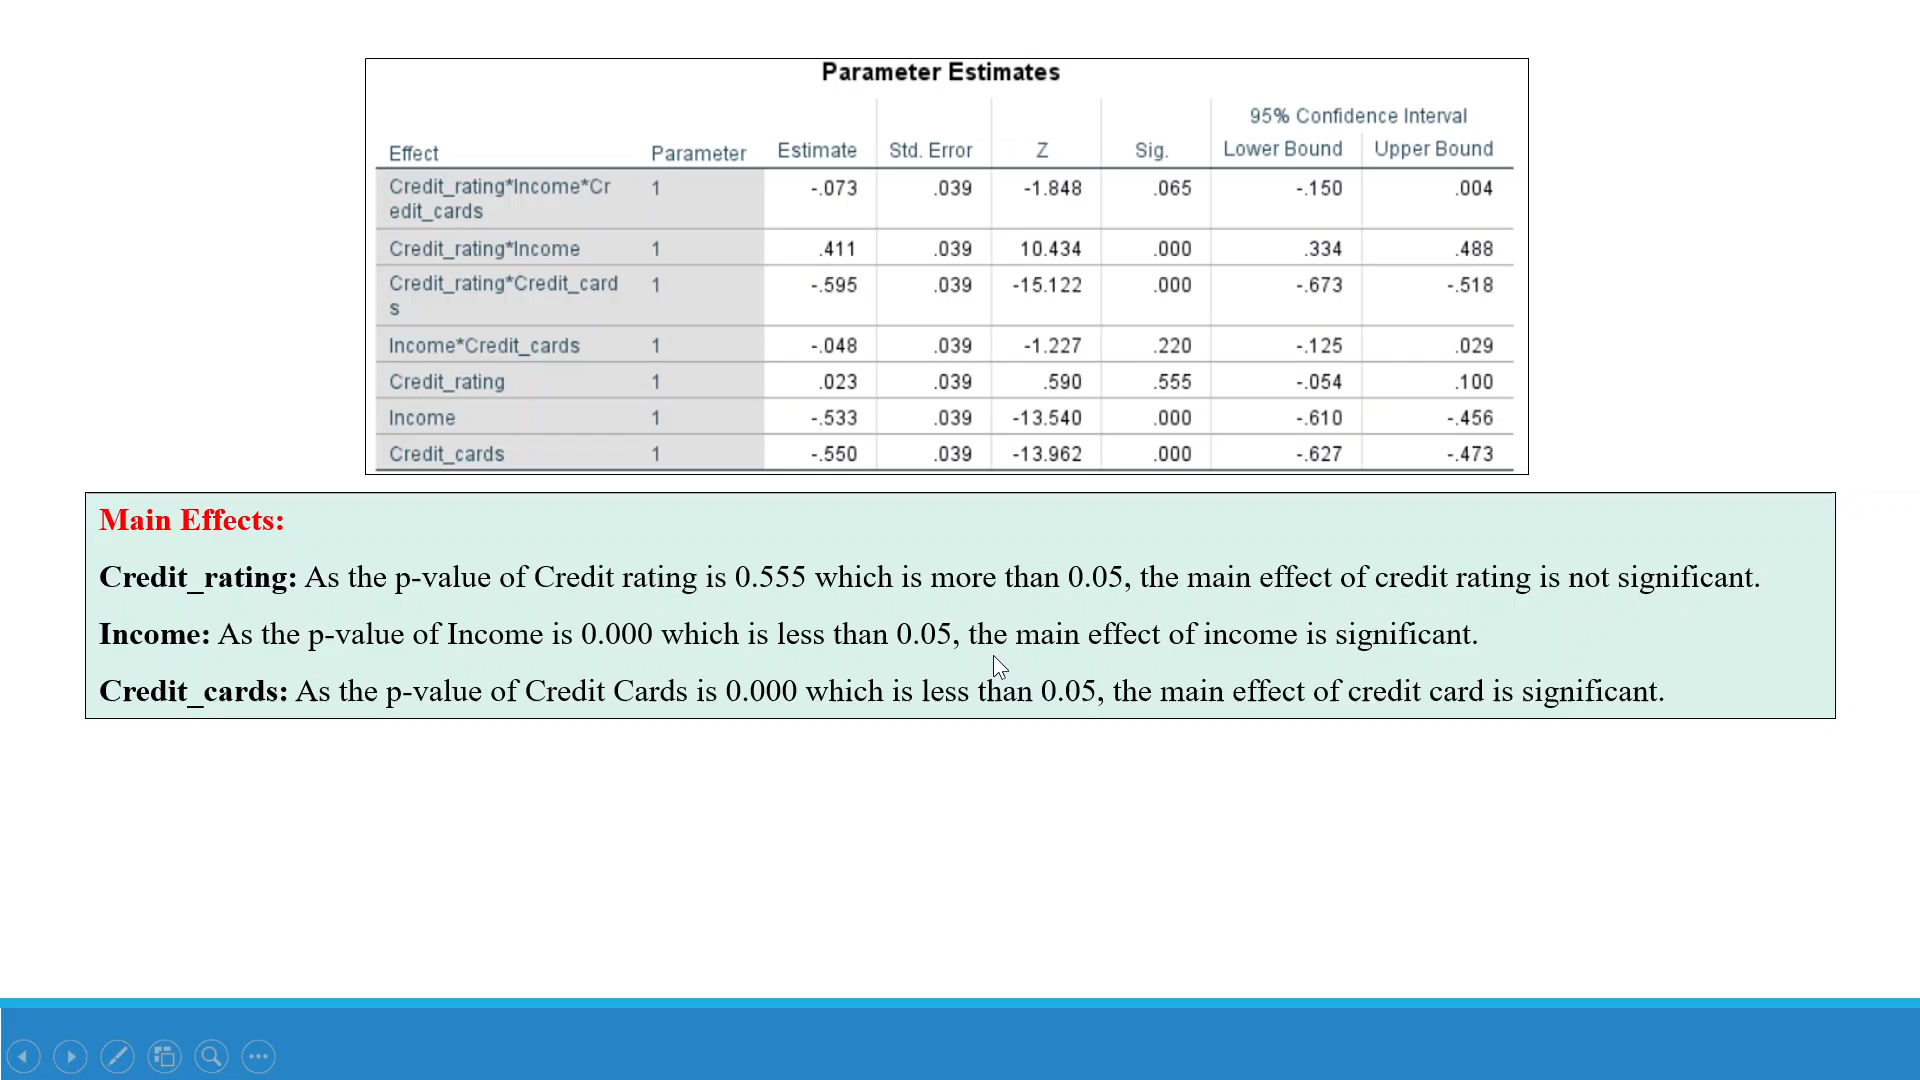 Parameter Estimates
95% Confidence Interval
Effect Parameter Estimate Std. Error Z Sig. Lower Bound Upper Bound
Credit_rating*Income*Cr 1 -.073 .039 -1.848 .065 -.150 .004
edit_cards
Credit_rating*Income 1 .411 .039 10.434 .000 .334 .488
Credit_rating*Credit_card 1 -.595 .039 -15.122 .000 -.673 -.518
s
Income*Credit_cards 1 -.048 .039 -1.227 .220 -.125 .029
Credit_rating 1 .023 .039 .590 .555 -.054 .100
Income 1 -.533 .039 -13.540 .000 -.610 -.456
Credit_cards 1 -.550 .039 -13.962 .000 -.627 -.473
Main Effects:
Credit_rating: As the p-value of Credit rating is 0.555 which is more than 0.05, the main effect of credit rating is not significant.
Income: As the p-value of Income is 0.000 which is less than 0.05, the main effect of income is significant.
Credit_cards: As the p-value of Credit Cards is 0.000 which is less than 0.05, the main effect of credit card is significant.